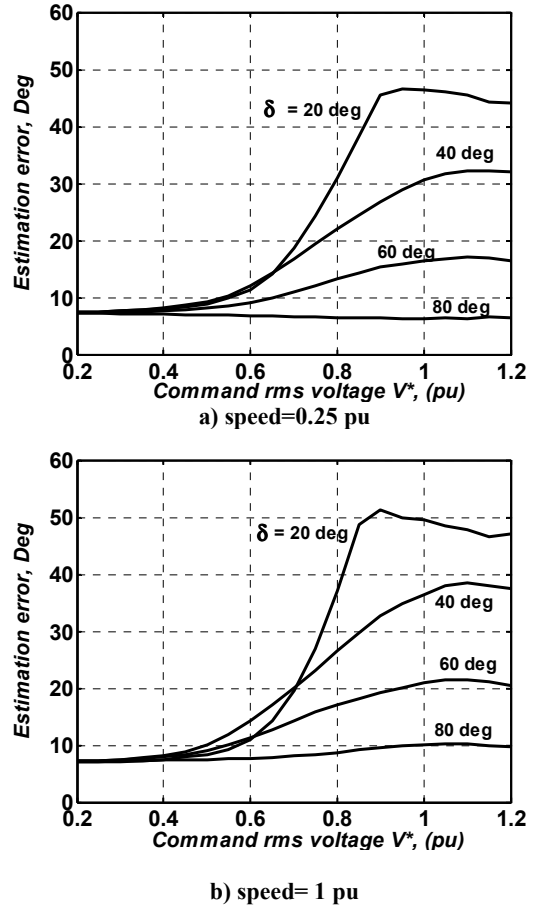 60
50
40
30
20
10
0
Estimation error, Deg
δ = 20 deg
40 deg
60 deg
80 deg
0.2 0.4 0.6 0.8 1 1.2
Command rms voltage V*, (pu)
a) speed=0.25 pu
60
50
40
30
20
10
0
Estimation error, Deg
δ = 20 deg
40 deg
60 deg
80 deg
0.2 0.4 0.6 0.8 1 1.2
Command rms voltage V*, (pu)
b) speed= 1 pu